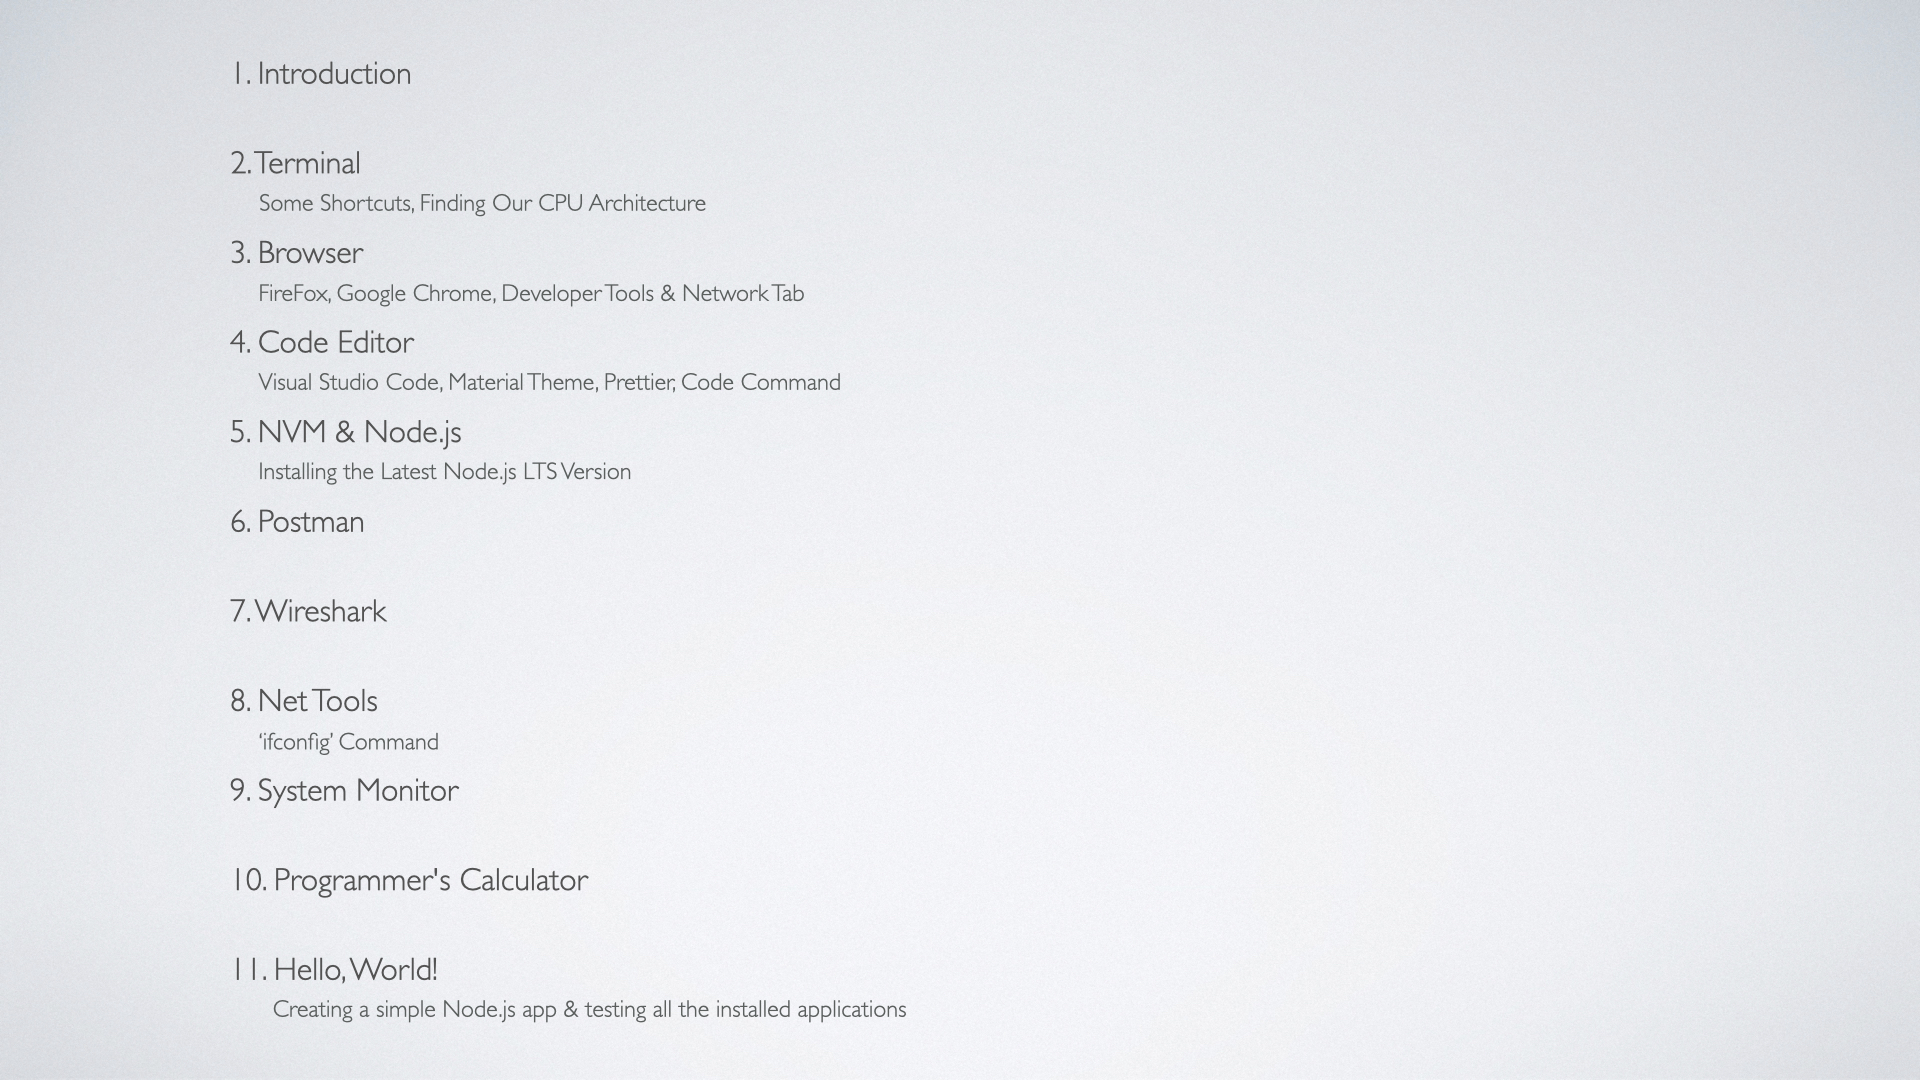 1. Introduction
2. Terminal
Some Shortcuts, Finding Our CPU Architecture
3. Browser
FireFox, Google Chrome, Developer Tools & Network Tab
4. Code Editor
Visual Studio Code, Material Theme, Prettier, Code Command
5. NVM & Node.js
Installing the Latest Node.js LTS Version
6. Postman
7. Wireshark
8. Net Tools
‘ifconfig’ Command
9. System Monitor
10. Programmer's Calculator
11. Hello, World!
Creating a simple Node.js app & testing all the installed applications